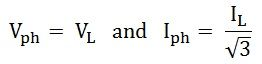 V_ph = V_L and I_ph = I_L / √3